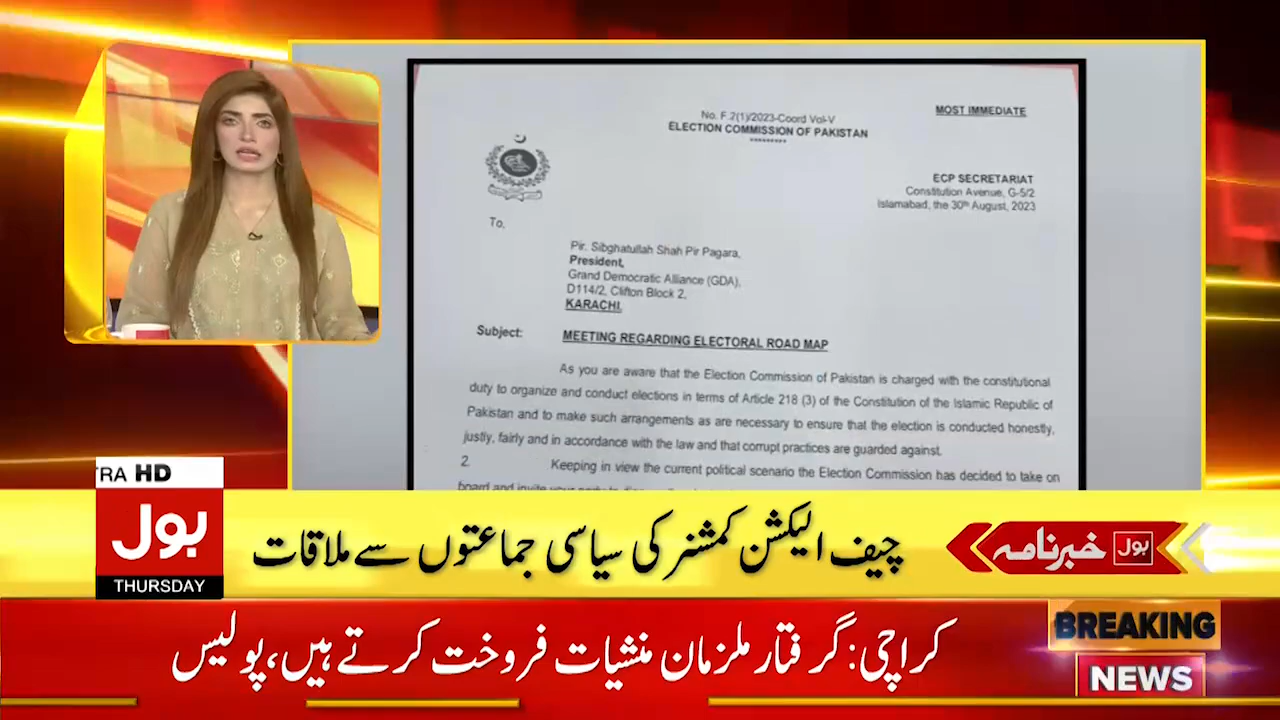 MOST IMMEDIATE
No. F.2(1)/2023-Coord Vol-V
ELECTION COMMISSION OF PAKISTAN
*********
ECP SECRETARIAT
Constitution Avenue, G-5/2
Islamabad, the 30th August, 2023
To,
Pir. Sibghatullah Shah Pir Pagara,
President,
Grand Democratic Alliance (GDA),
D114/2, Clifton Block 2,
KARACHI.
Subject: MEETING REGARDING ELECTORAL ROAD MAP
As you are aware that the Election Commission of Pakistan is charged with the constitutional
duty to organize and conduct elections in terms of Article 218 (3) of the Constitution of the Islamic Republic of
Pakistan and to make such arrangements as are necessary to ensure that the election is conducted honestly,
justly, fairly and in accordance with the law and that corrupt practices are guarded against.
2. Keeping in view the current political scenario the Election Commission has decided to take on
board and invite your party to
TRA HD
بول
THURSDAY
چیف الیکشن کمشنر کی سیاسی جماعتوں سے ملاقات
بول خبرنامہ
کراچی: گرفتار ملزمان منشیات فروخت کرتے ہیں، پولیس
BREAKING
NEWS